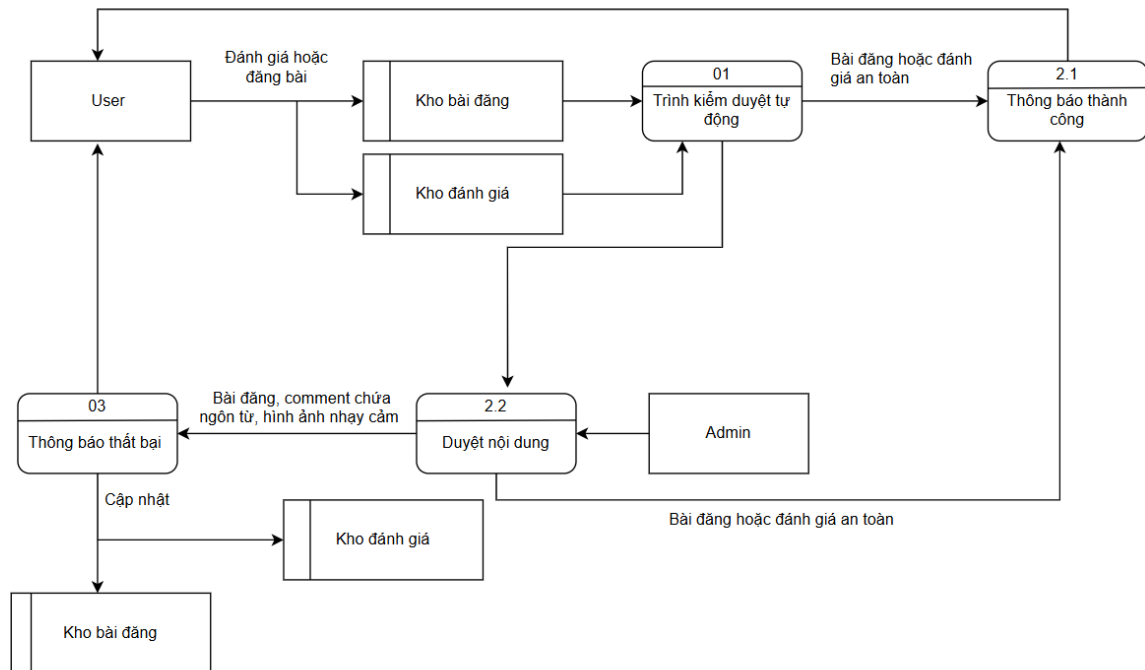 Đánh giá hoặc
đăng bài
User
Kho bài đăng
01
Trình kiểm duyệt tự
động
Bài đăng hoặc đánh
giá an toàn
2.1
Thông báo thành
công
Kho đánh giá
03
Thông báo thất bại
Bài đăng, comment chứa
ngôn từ, hình ảnh nhạy cảm
2.2
Duyệt nội dung
Admin
Cập nhật
Bài đăng hoặc đánh giá an toàn
Kho đánh giá
Kho bài đăng